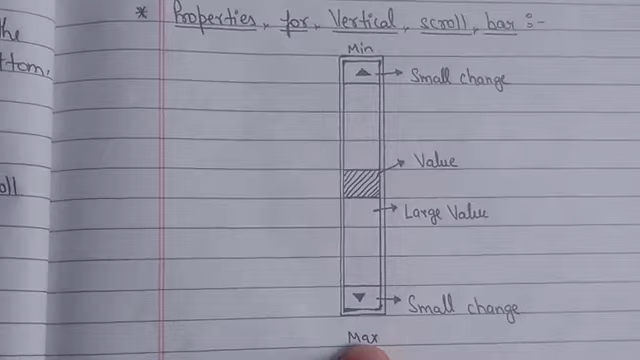 the
ttom.
oll
* Properties for Vertical scroll bar :-
Min
Small change
Value
Large Value
Small change
Max